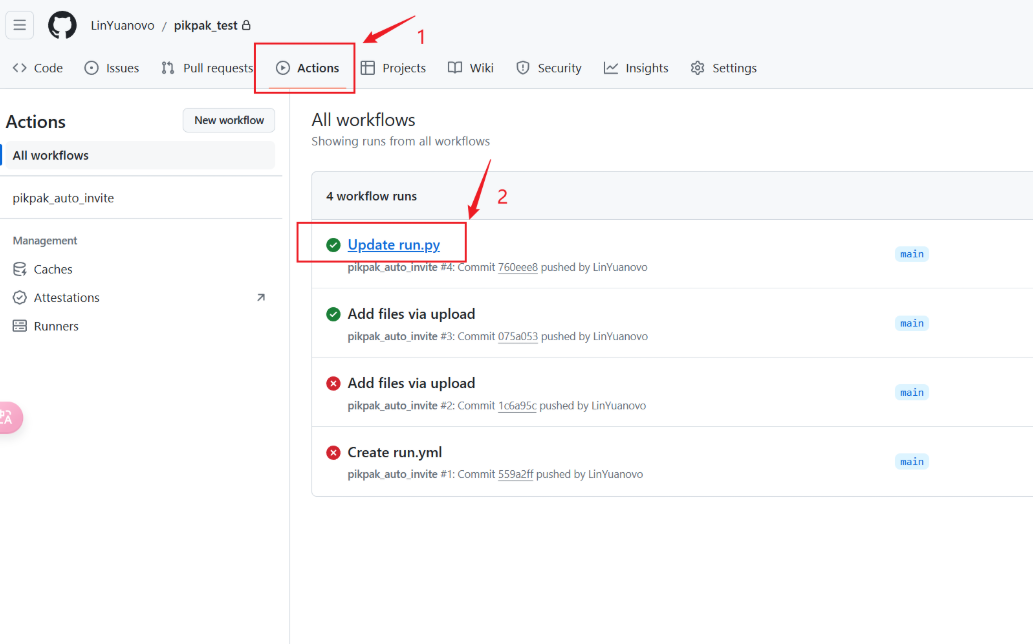 LinYuanovo / pikpak_test
1
Code Issues Pull requests Actions Projects Wiki Security Insights Settings
Actions
New workflow
All workflows
pikpak_auto_invite
Management
Caches
Attestations
Runners
All workflows
Showing runs from all workflows
4 workflow runs
2
Update run.py
main
pikpak_auto_invite #4: Commit 760eee8 pushed by LinYuanovo
Add files via upload
main
pikpak_auto_invite #3: Commit 075a053 pushed by LinYuanovo
Add files via upload
main
pikpak_auto_invite #2: Commit 1c6a95c pushed by LinYuanovo
Create run.yml
main
pikpak_auto_invite #1: Commit 559a2ff pushed by LinYuanovo